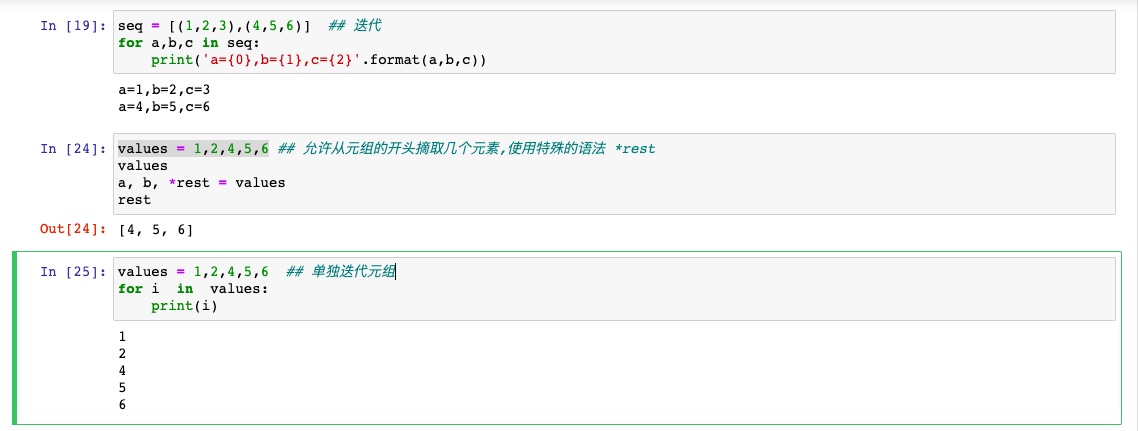 In [19]: seq = [(1,2,3),(4,5,6)]  ## 迭代
for a,b,c in seq:
    print('a={0},b={1},c={2}'.format(a,b,c))
a=1,b=2,c=3
a=4,b=5,c=6
In [24]: values = 1,2,4,5,6 ## 允许从元组的开头摘取几个元素,使用特殊的语法 *rest
values
a, b, *rest = values
rest
Out[24]: [4, 5, 6]
In [25]: values = 1,2,4,5,6  ## 单独迭代元组
for i  in  values:
    print(i)
1
2
4
5
6